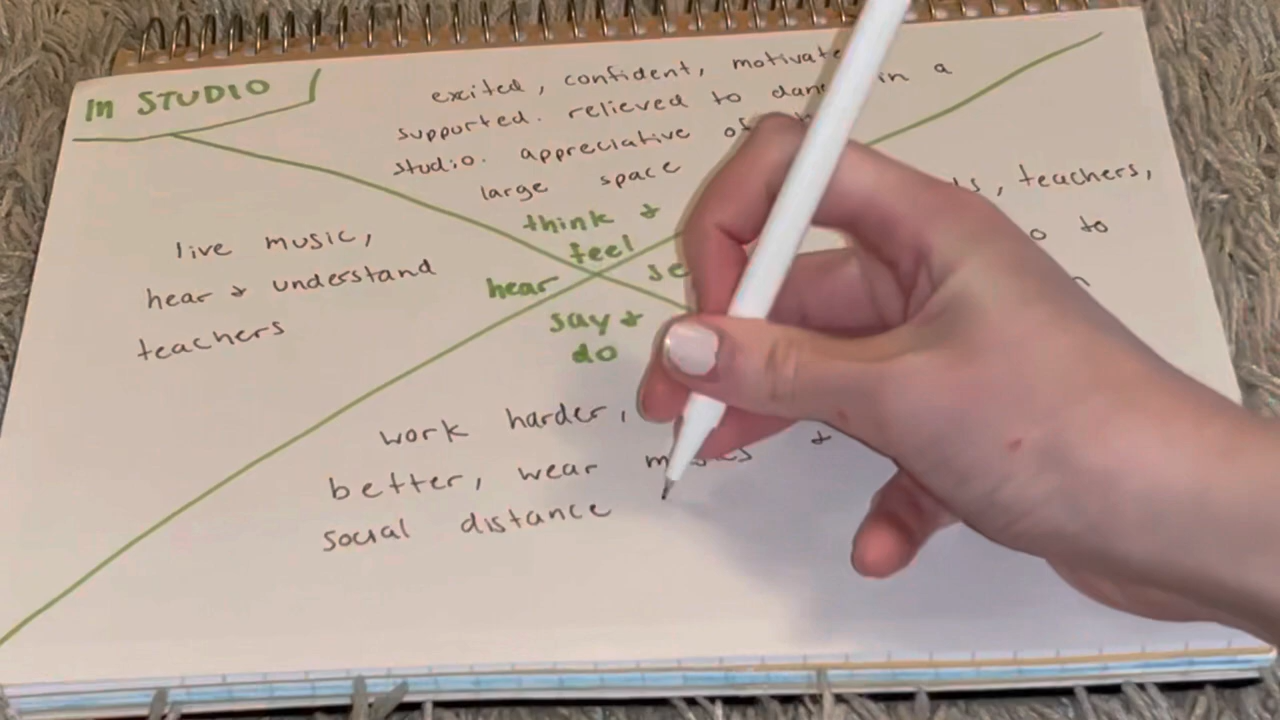 in STUDIO
excited, confident, motivate
supported. relieved to dan in a
studio. appreciative of
large space
think &
feel
hear
say &
do
live music,
hear & understand
teachers
teachers,
to
work harder,
better, wear &
social distance